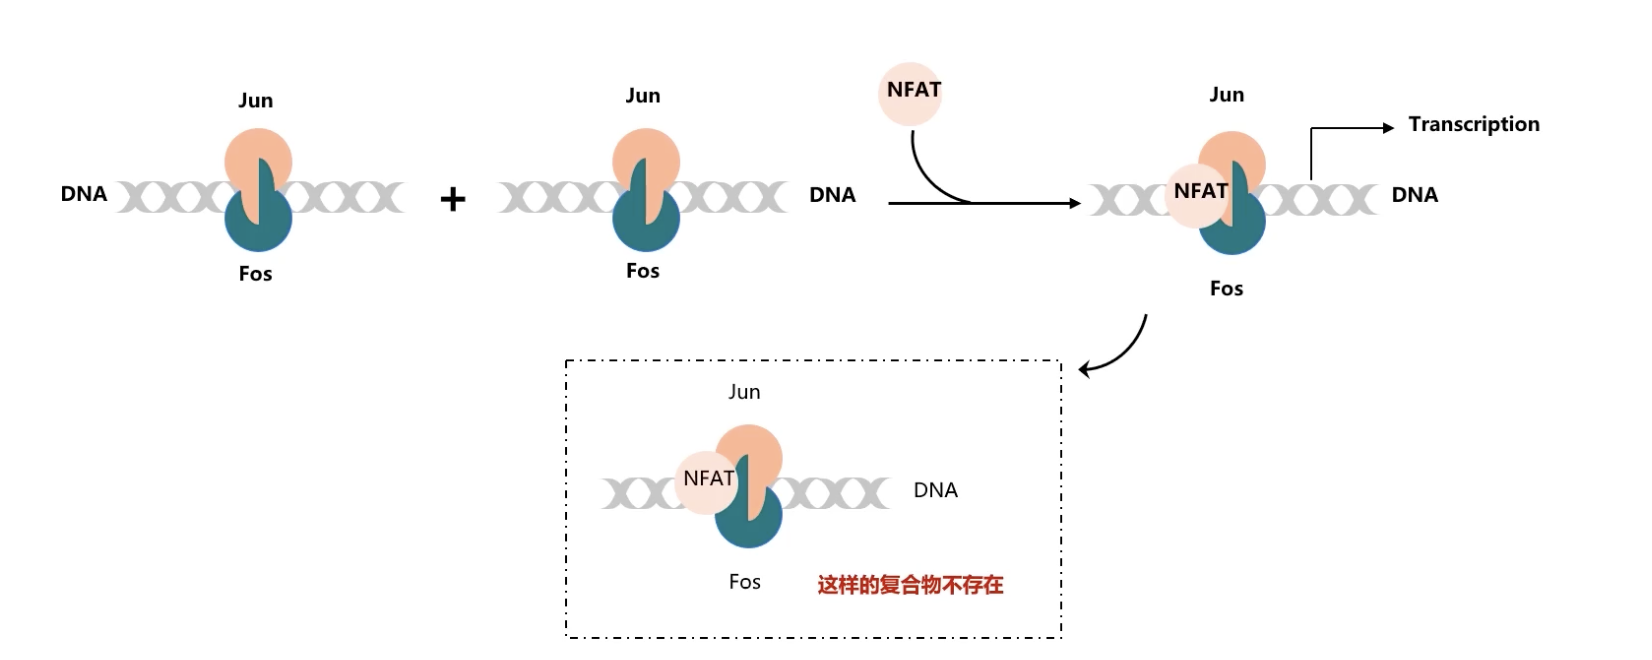 Jun
DNA
Fos
+
Jun
DNA
Fos
NFAT
Jun
NFAT
Transcription
DNA
Fos
Jun
NFAT
DNA
Fos
这样的复合物不存在